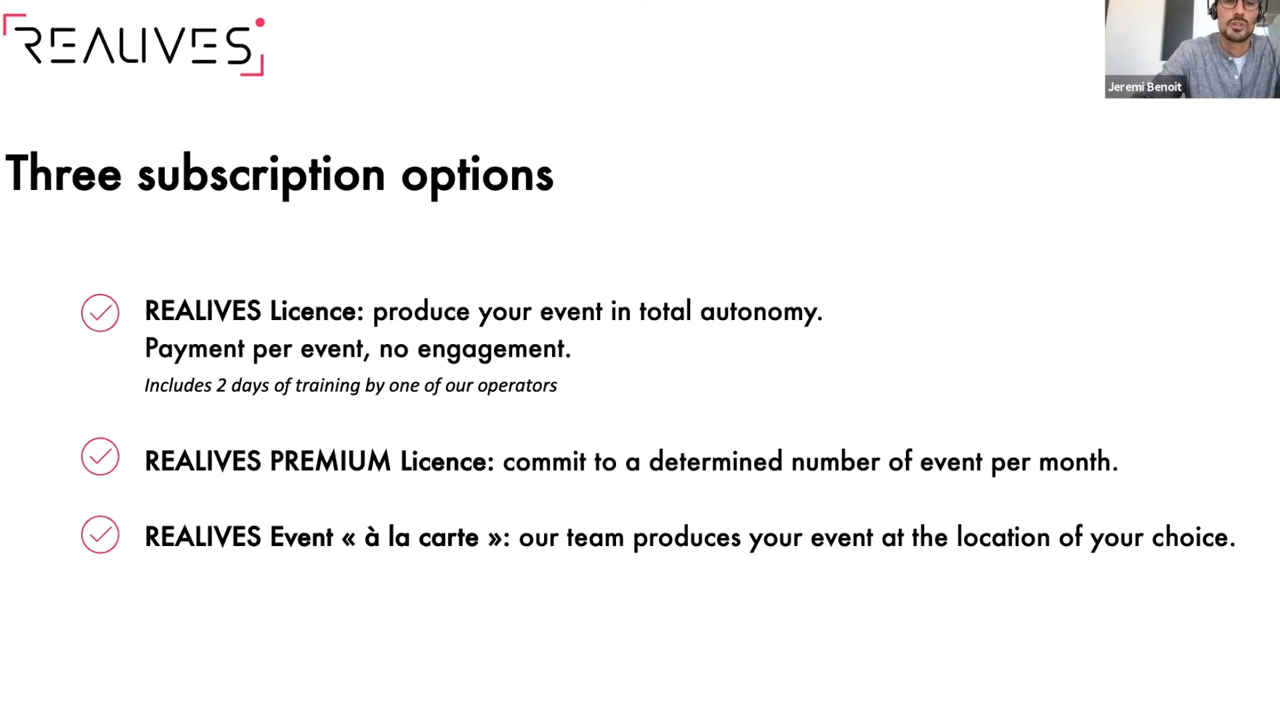 REALIVES
Jeremi Benoit
Three subscription options
REALIVES Licence: produce your event in total autonomy.
Payment per event, no engagement.
Includes 2 days of training by one of our operators
REALIVES PREMIUM Licence: commit to a determined number of event per month.
REALIVES Event « à la carte »: our team produces your event at the location of your choice.